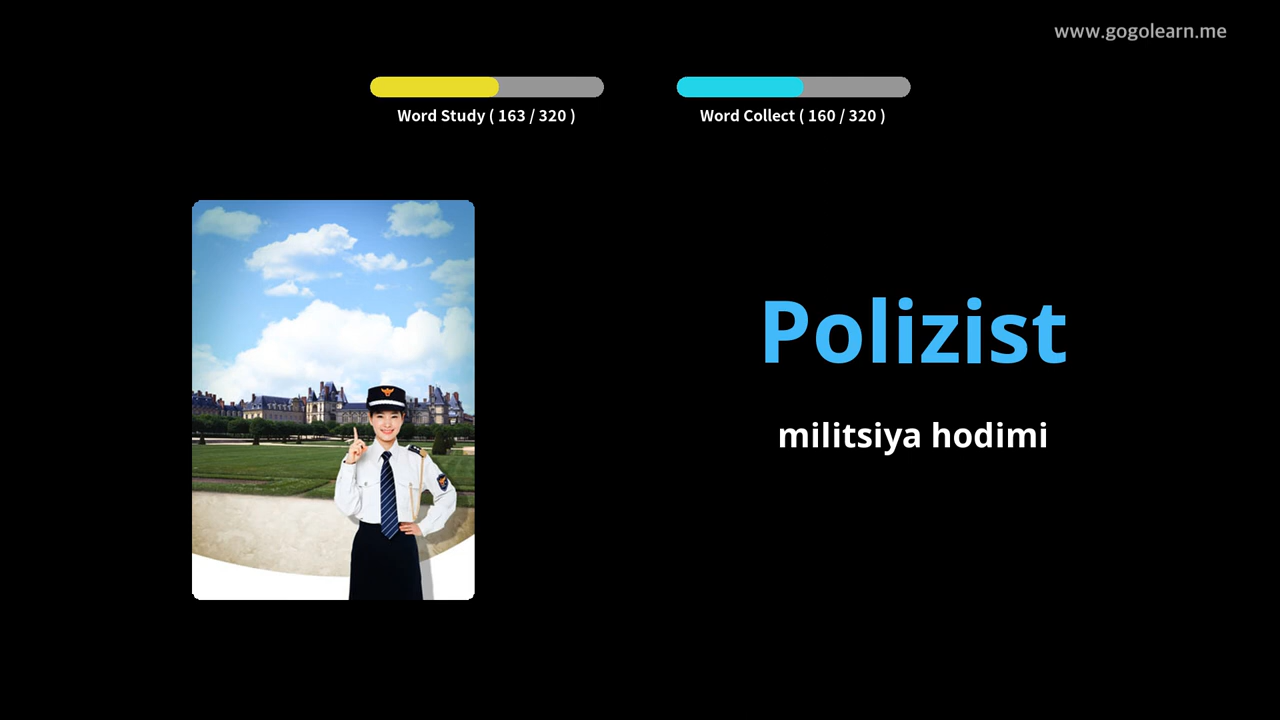 www.gogolearn.me
Word Study ( 163 / 320 )
Word Collect ( 160 / 320 )
Polizist
militsiya hodimi